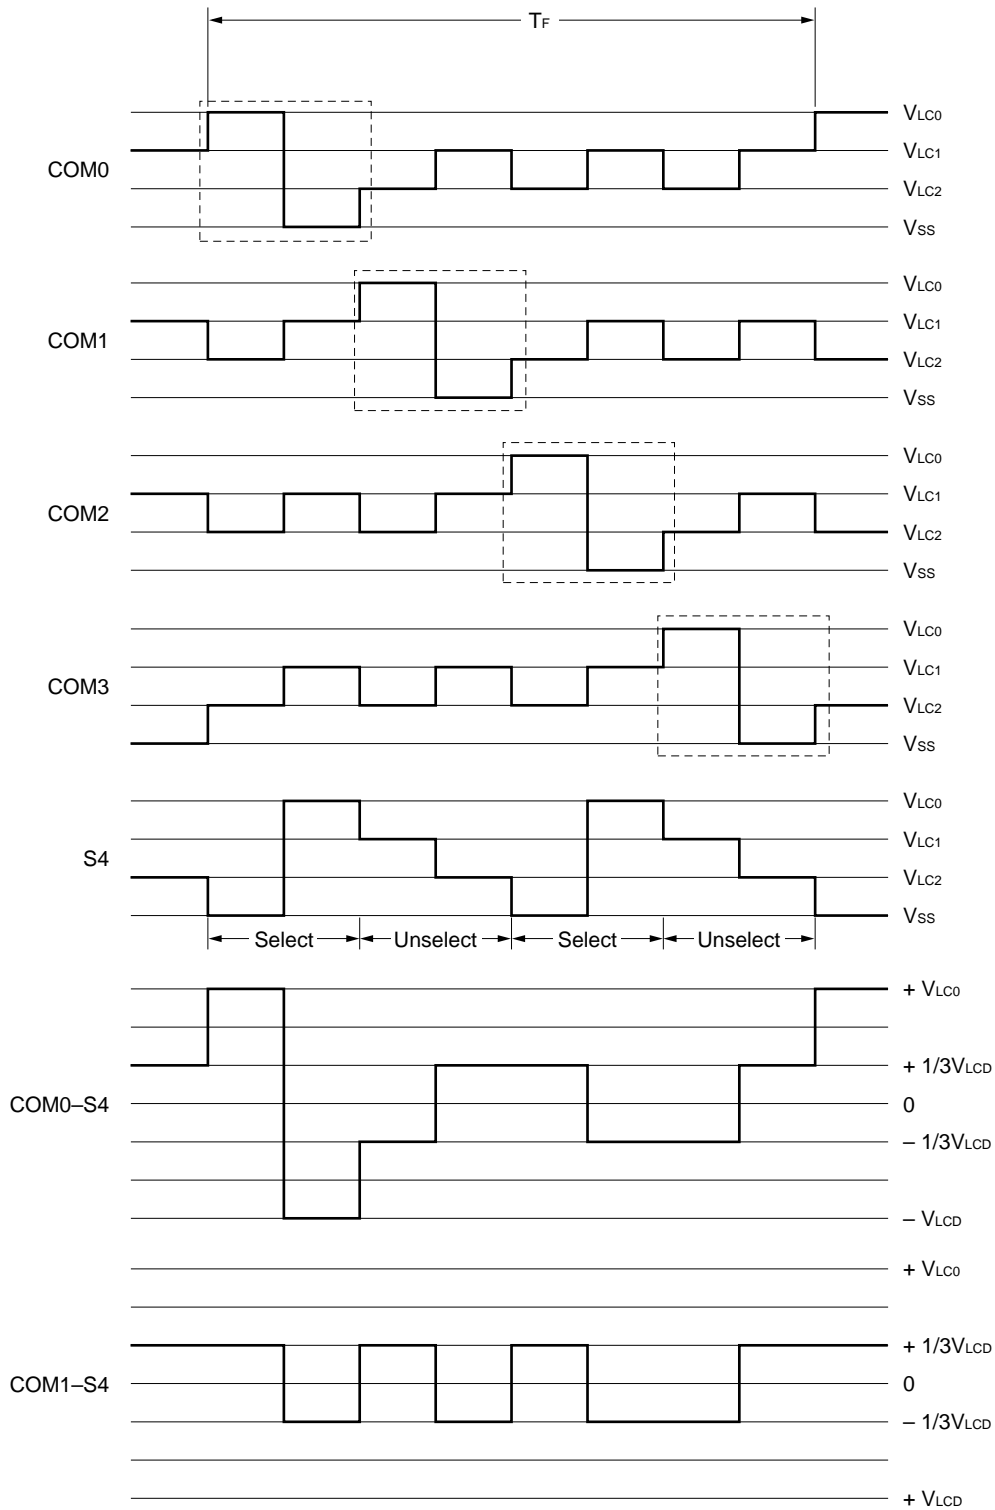 TF
VLC0
COM0
VLC1
VLC2
VSS
VLC0
COM1
VLC1
VLC2
VSS
VLC0
COM2
VLC1
VLC2
VSS
VLC0
COM3
VLC1
VLC2
VSS
VLC0
S4
VLC1
VLC2
VSS
Select
Unselect
Select
Unselect
+ VLC0
+ 1/3VLCD
COM0–S4
0
– 1/3VLCD
– VLCD
+ VLC0
+ 1/3VLCD
COM1–S4
0
– 1/3VLCD
+ VLCD